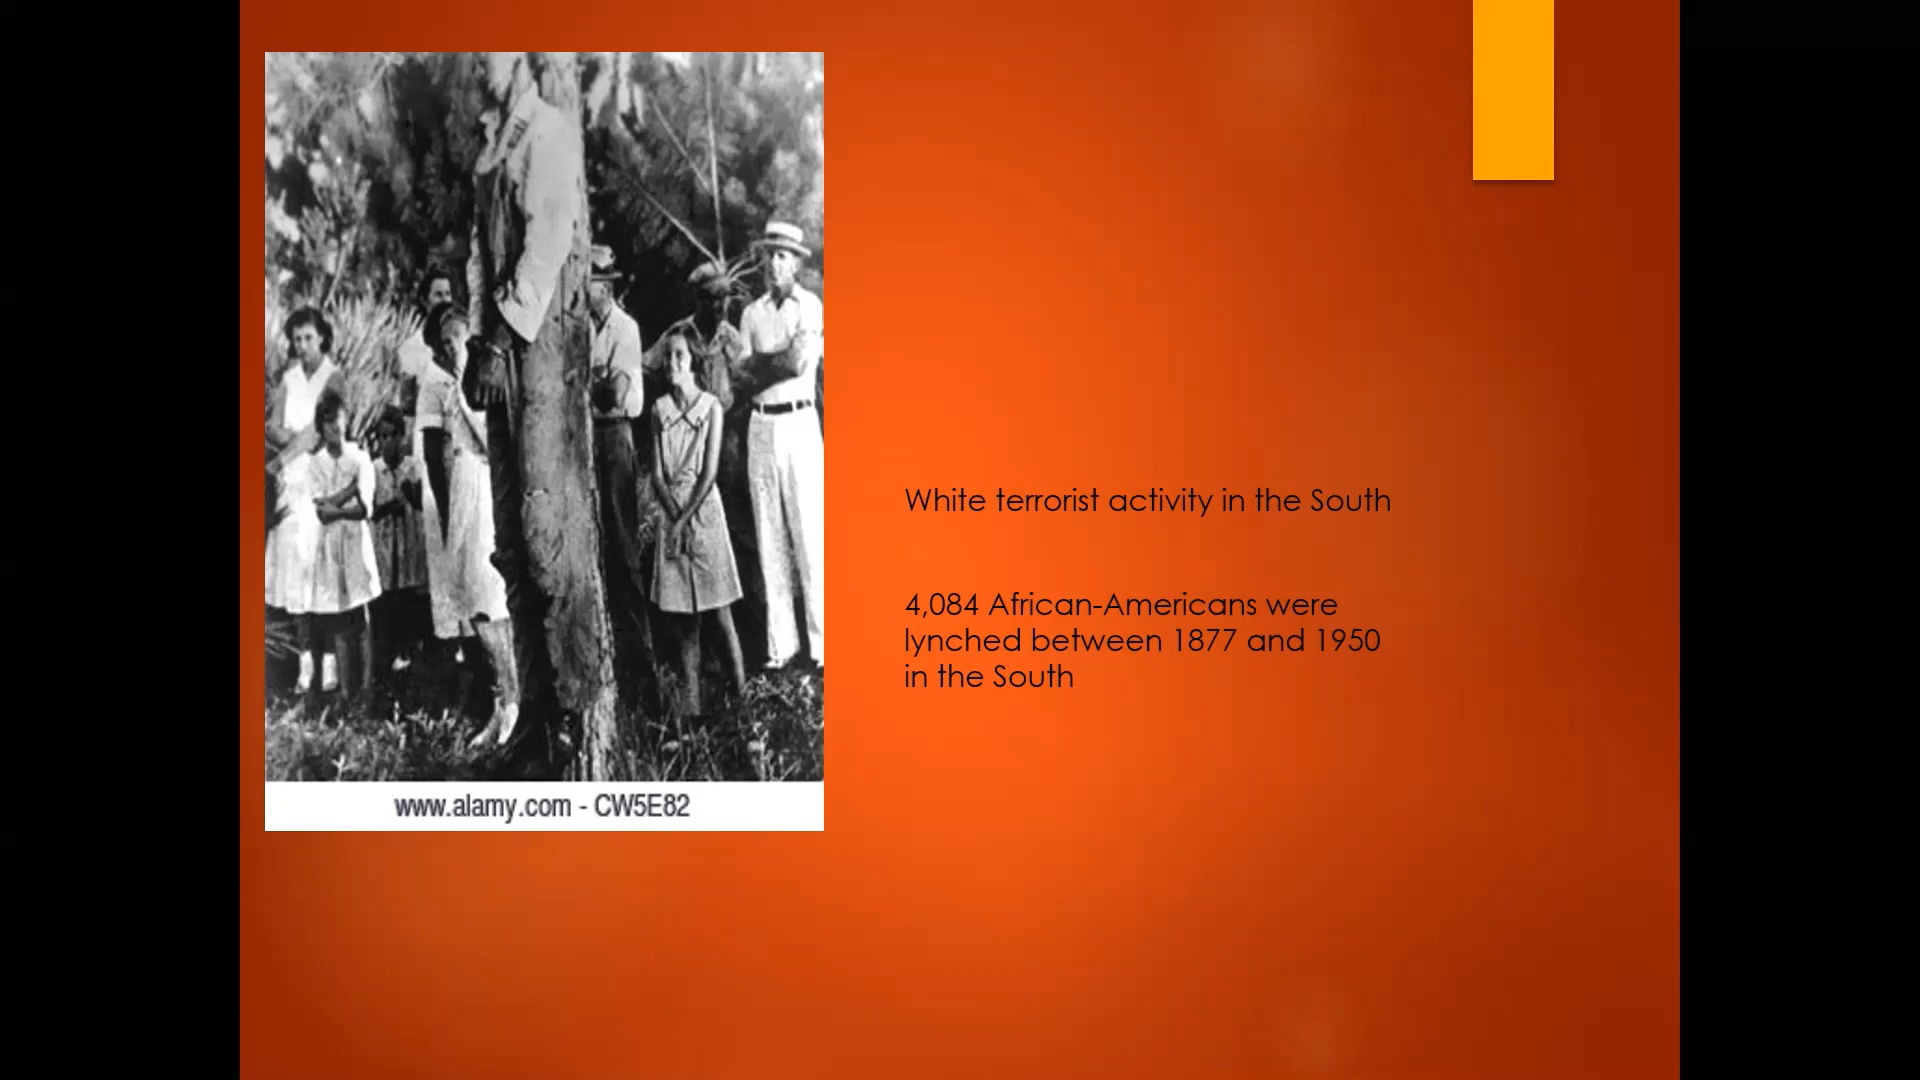 White terrorist activity in the South
4,084 African-Americans were
lynched between 1877 and 1950
in the South
www.alamy.com - CW5E82